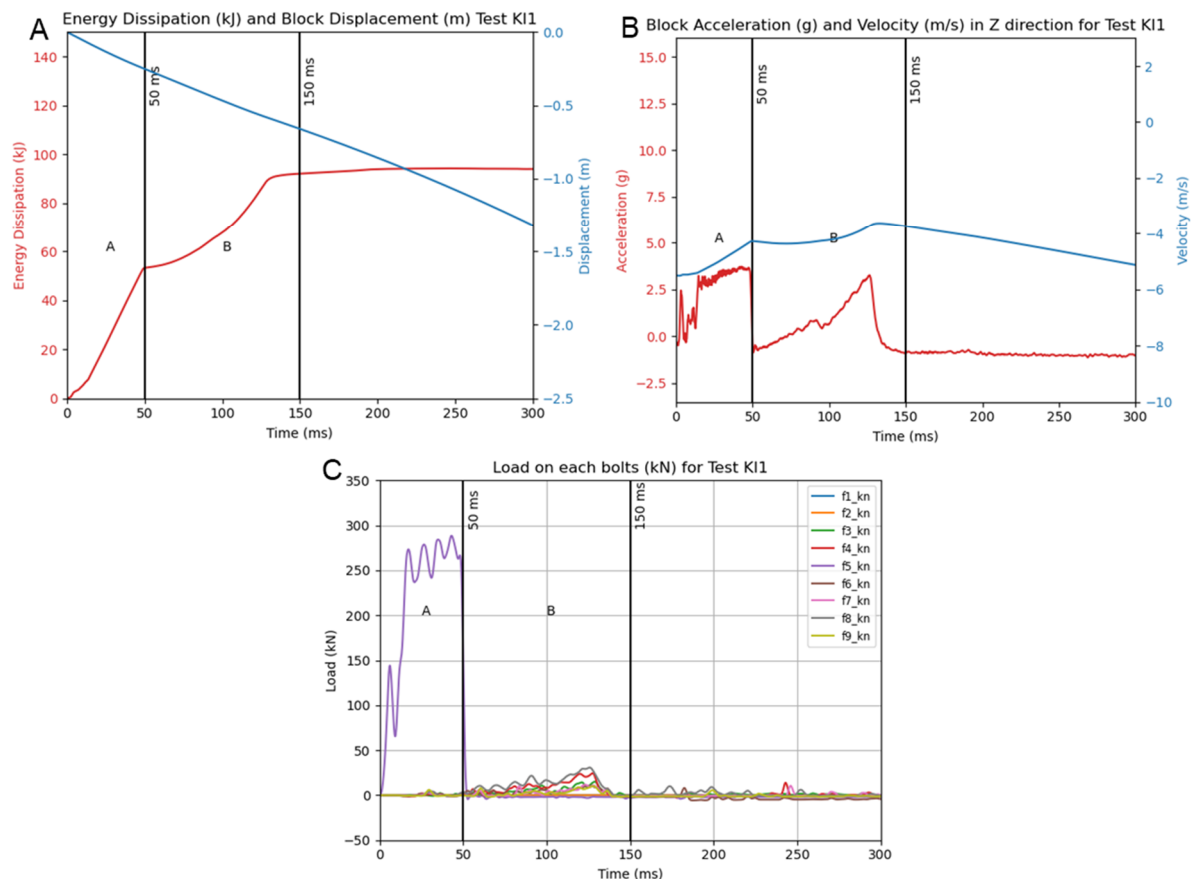 A
Energy Dissipation (kJ) and Block Displacement (m) Test KI1
140
120
100
80
60
40
20
0
Energy Dissipation (kJ)
50 ms
150 ms
A
B
0.0
−0.5
−1.0
−1.5
−2.0
−2.5
Displacement (m)
0 50 100 150 200 250 300
Time (ms)
B
Block Acceleration (g) and Velocity (m/s) in Z direction for Test KI1
15.0
12.5
10.0
7.5
5.0
2.5
0.0
−2.5
Acceleration (g)
50 ms
150 ms
A
B
2
0
−2
−4
−6
−8
−10
Velocity (m/s)
0 50 100 150 200 250 300
Time (ms)
C
Load on each bolts (kN) for Test KI1
350
300
250
200
150
100
50
0
−50
Load (kN)
50 ms
150 ms
A
B
f1_kn
f2_kn
f3_kn
f4_kn
f5_kn
f6_kn
f7_kn
f8_kn
f9_kn
0 50 100 150 200 250 300
Time (ms)